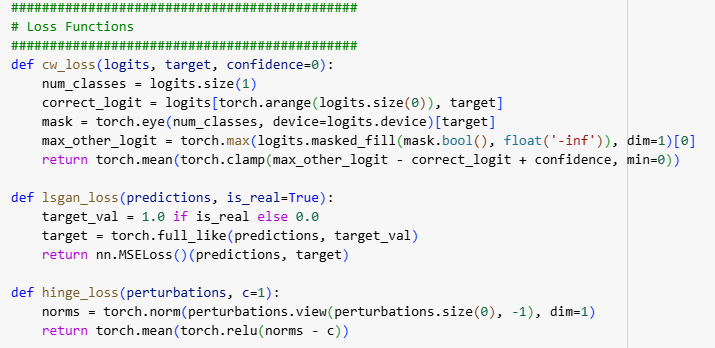 #############################################
# Loss Functions
#############################################
def cw_loss(logits, target, confidence=0):
    num_classes = logits.size(1)
    correct_logit = logits[torch.arange(logits.size(0)), target]
    mask = torch.eye(num_classes, device=logits.device)[target]
    max_other_logit = torch.max(logits.masked_fill(mask.bool(), float('-inf')), dim=1)[0]
    return torch.mean(torch.clamp(max_other_logit - correct_logit + confidence, min=0))

def lsgan_loss(predictions, is_real=True):
    target_val = 1.0 if is_real else 0.0
    target = torch.full_like(predictions, target_val)
    return nn.MSELoss()(predictions, target)

def hinge_loss(perturbations, c=1):
    norms = torch.norm(perturbations.view(perturbations.size(0), -1), dim=1)
    return torch.mean(torch.relu(norms - c))